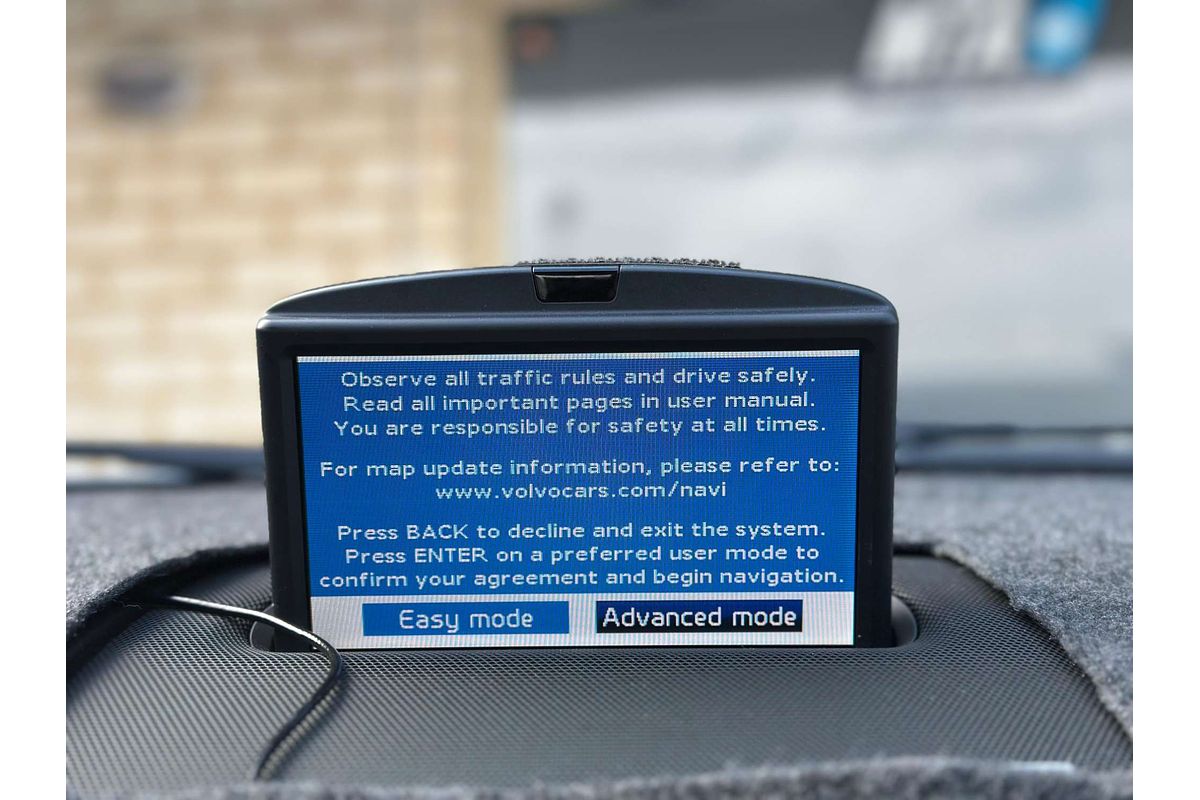 Observe all traffic rules and drive safely.
Read all important pages in user manual.
You are responsible for safety at all times.
For map update information, please refer to:
www.volvocars.com/navi
Press BACK to decline and exit the system.
Press ENTER on a preferred user mode to
confirm your agreement and begin navigation.
Easy mode
Advanced mode